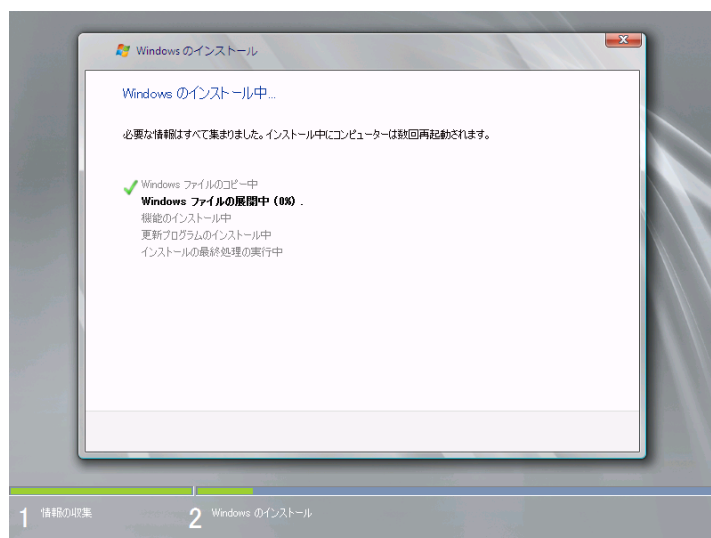 Windows のインストール
Windows のインストール中...
必要な情報はすべて集まりました。インストール中にコンピューターは数回再起動されます。
Windows ファイルのコピー中
Windows ファイルの展開中 (0%) .
機能のインストール中
更新プログラムのインストール中
インストールの最終処理の実行中
1 情報の収集
2 Windows のインストール